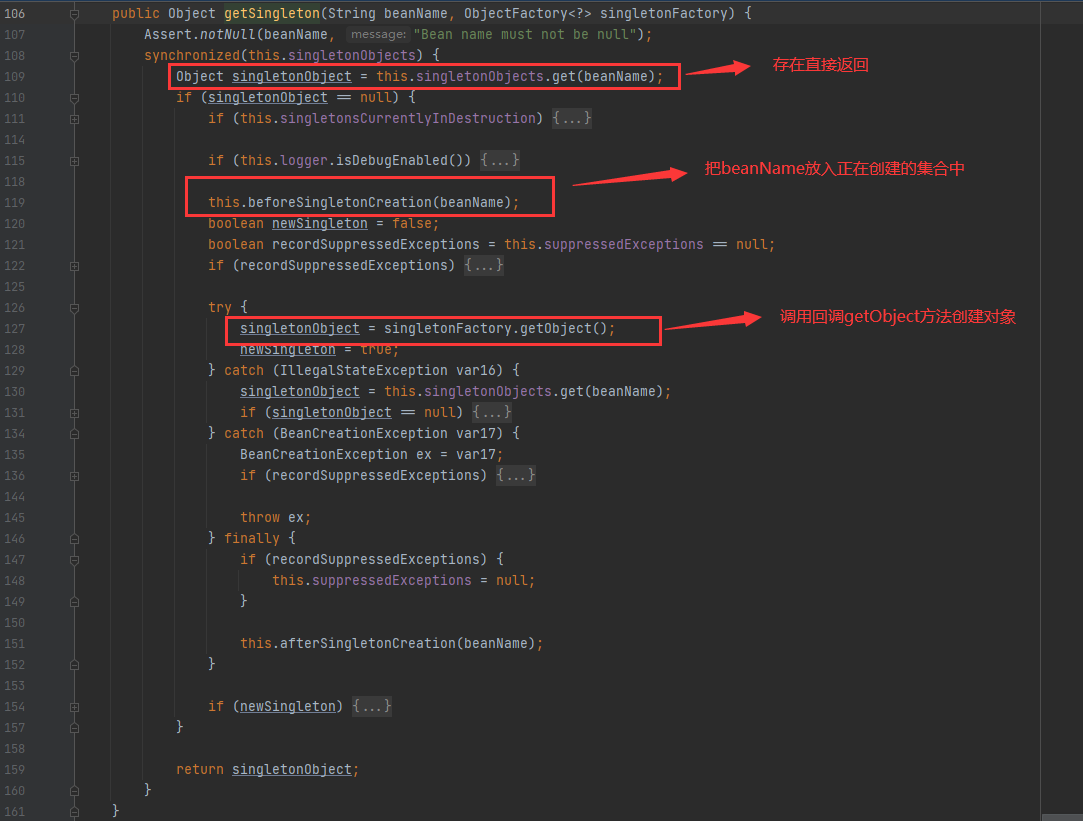 106 public Object getSingleton(String beanName, ObjectFactory<?> singletonFactory) {
107 Assert.notNull(beanName, message: "Bean name must not be null");
108 synchronized(this.singletonObjects) {
109 Object singletonObject = this.singletonObjects.get(beanName); 存在直接返回
110 if (singletonObject == null) {
111 if (this.singletonsCurrentlyInDestruction) {...}
114
115 if (this.logger.isDebugEnabled()) {...}
118 把beanName放入正在创建的集合中
119 this.beforeSingletonCreation(beanName);
120 boolean newSingleton = false;
121 boolean recordSuppressedExceptions = this.suppressedExceptions == null;
122 if (recordSuppressedExceptions) {...}
125
126 try {
127 singletonObject = singletonFactory.getObject(); 调用回调getObject方法创建对象
128 newSingleton = true;
129 } catch (IllegalStateException var16) {
130 singletonObject = this.singletonObjects.get(beanName);
131 if (singletonObject == null) {...}
134 } catch (BeanCreationException var17) {
135 BeanCreationException ex = var17;
136 if (recordSuppressedExceptions) {...}
144
145 throw ex;
146 } finally {
147 if (recordSuppressedExceptions) {
148 this.suppressedExceptions = null;
149 }
150
151 this.afterSingletonCreation(beanName);
152 }
153
154 if (newSingleton) {...}
157 }
158
159 return singletonObject;
160 }
161 }